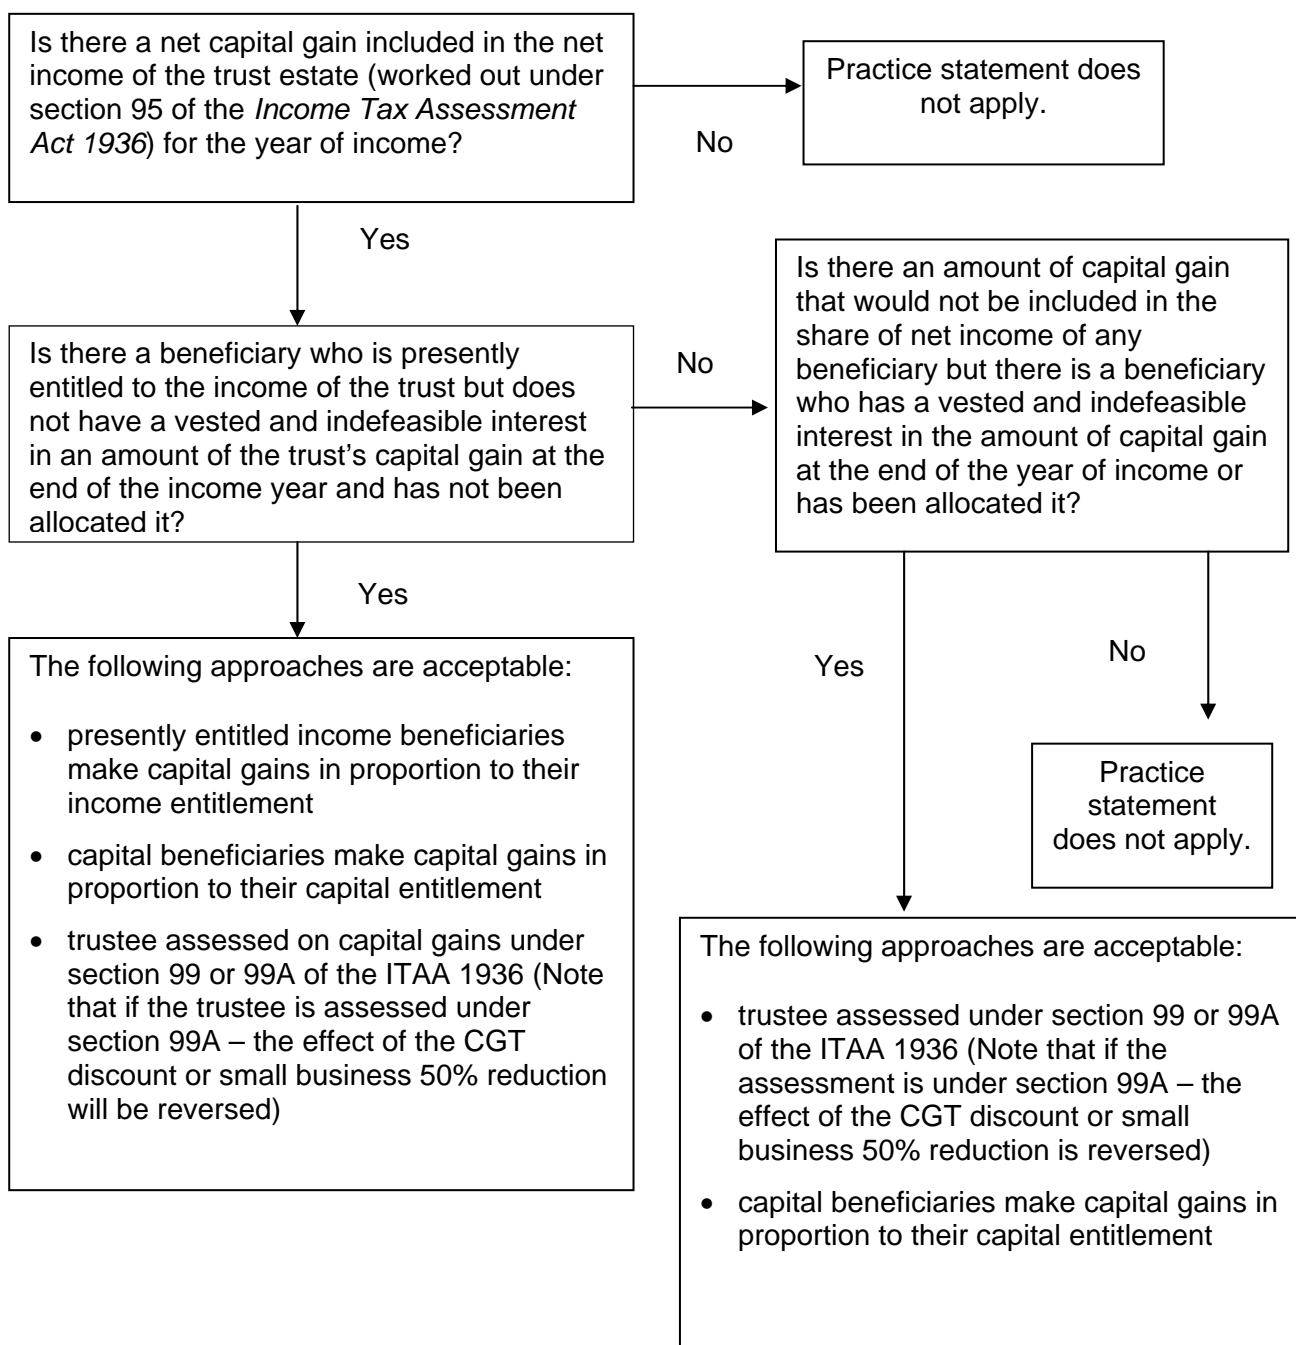 Is there a net capital gain included in the net
income of the trust estate (worked out under
section 95 of the Income Tax Assessment
Act 1936) for the year of income?
No
Practice statement does
not apply.
Yes
Is there a beneficiary who is presently
entitled to the income of the trust but does
not have a vested and indefeasible interest
in an amount of the trust’s capital gain at the
end of the income year and has not been
allocated it?
No
Is there an amount of capital gain
that would not be included in the
share of net income of any
beneficiary but there is a beneficiary
who has a vested and indefeasible
interest in the amount of capital gain
at the end of the year of income or
has been allocated it?
Yes
The following approaches are acceptable:
• presently entitled income beneficiaries
make capital gains in proportion to their
income entitlement
• capital beneficiaries make capital gains in
proportion to their capital entitlement
• trustee assessed on capital gains under
section 99 or 99A of the ITAA 1936 (Note
that if the trustee is assessed under
section 99A – the effect of the CGT
discount or small business 50% reduction
will be reversed)
Yes
No
Practice
statement
does not apply.
The following approaches are acceptable:
• trustee assessed under section 99 or 99A
of the ITAA 1936 (Note that if the
assessment is under section 99A – the
effect of the CGT discount or small
business 50% reduction is reversed)
• capital beneficiaries make capital gains in
proportion to their capital entitlement